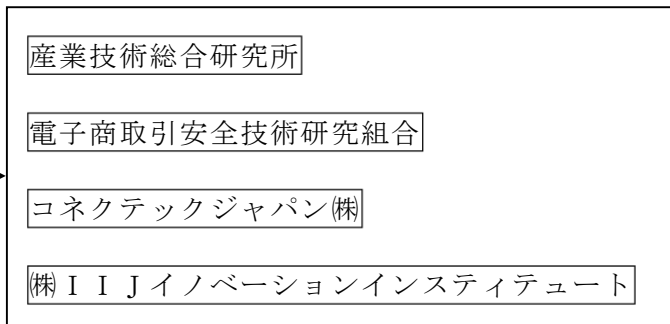 産業技術総合研究所
電子商取引安全技術研究組合
コネクテックジャパン㈱
㈱ＩＩＪイノベーションインスティテュート